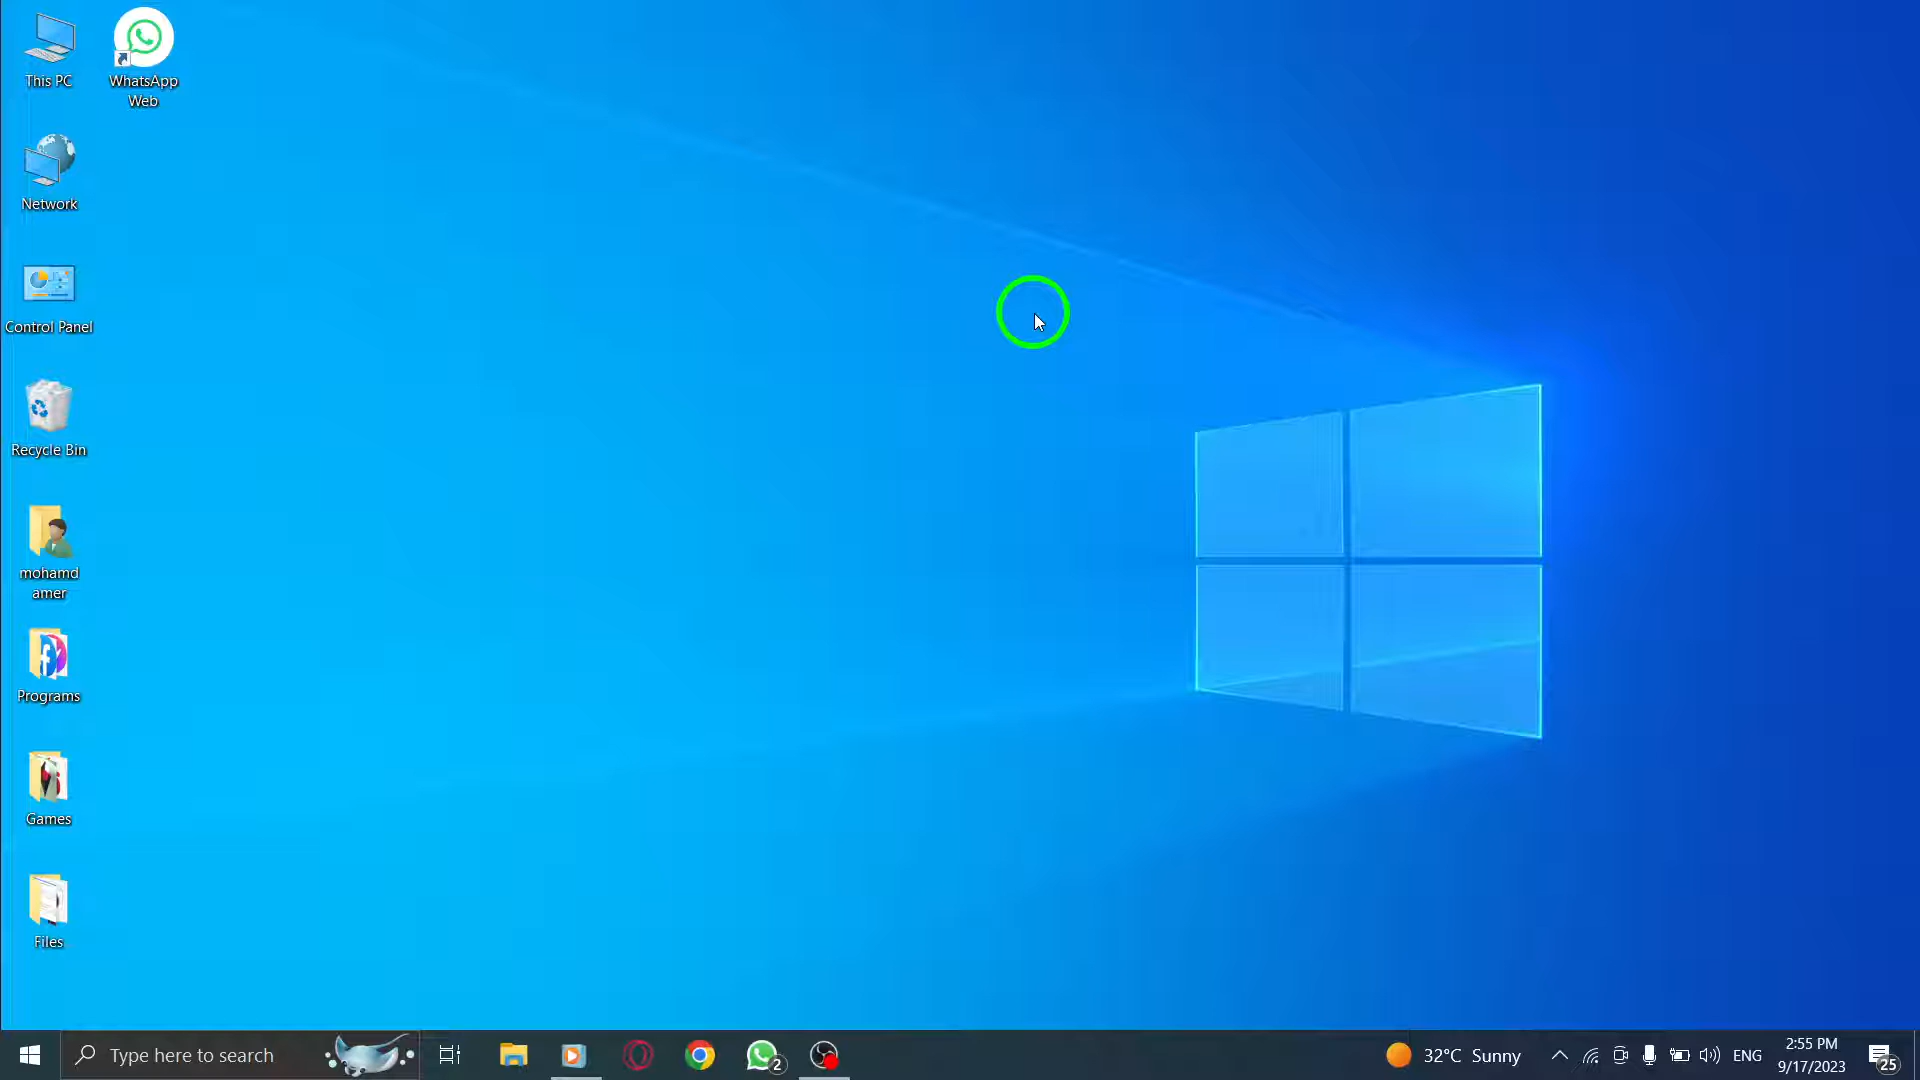 This PC
WhatsApp
Web
Network
Control Panel
Recycle Bin
mohamd
amer
Programs
Games
Files
Type here to search
2
32°C Sunny
ENG
2:55 PM
9/17/2023
25